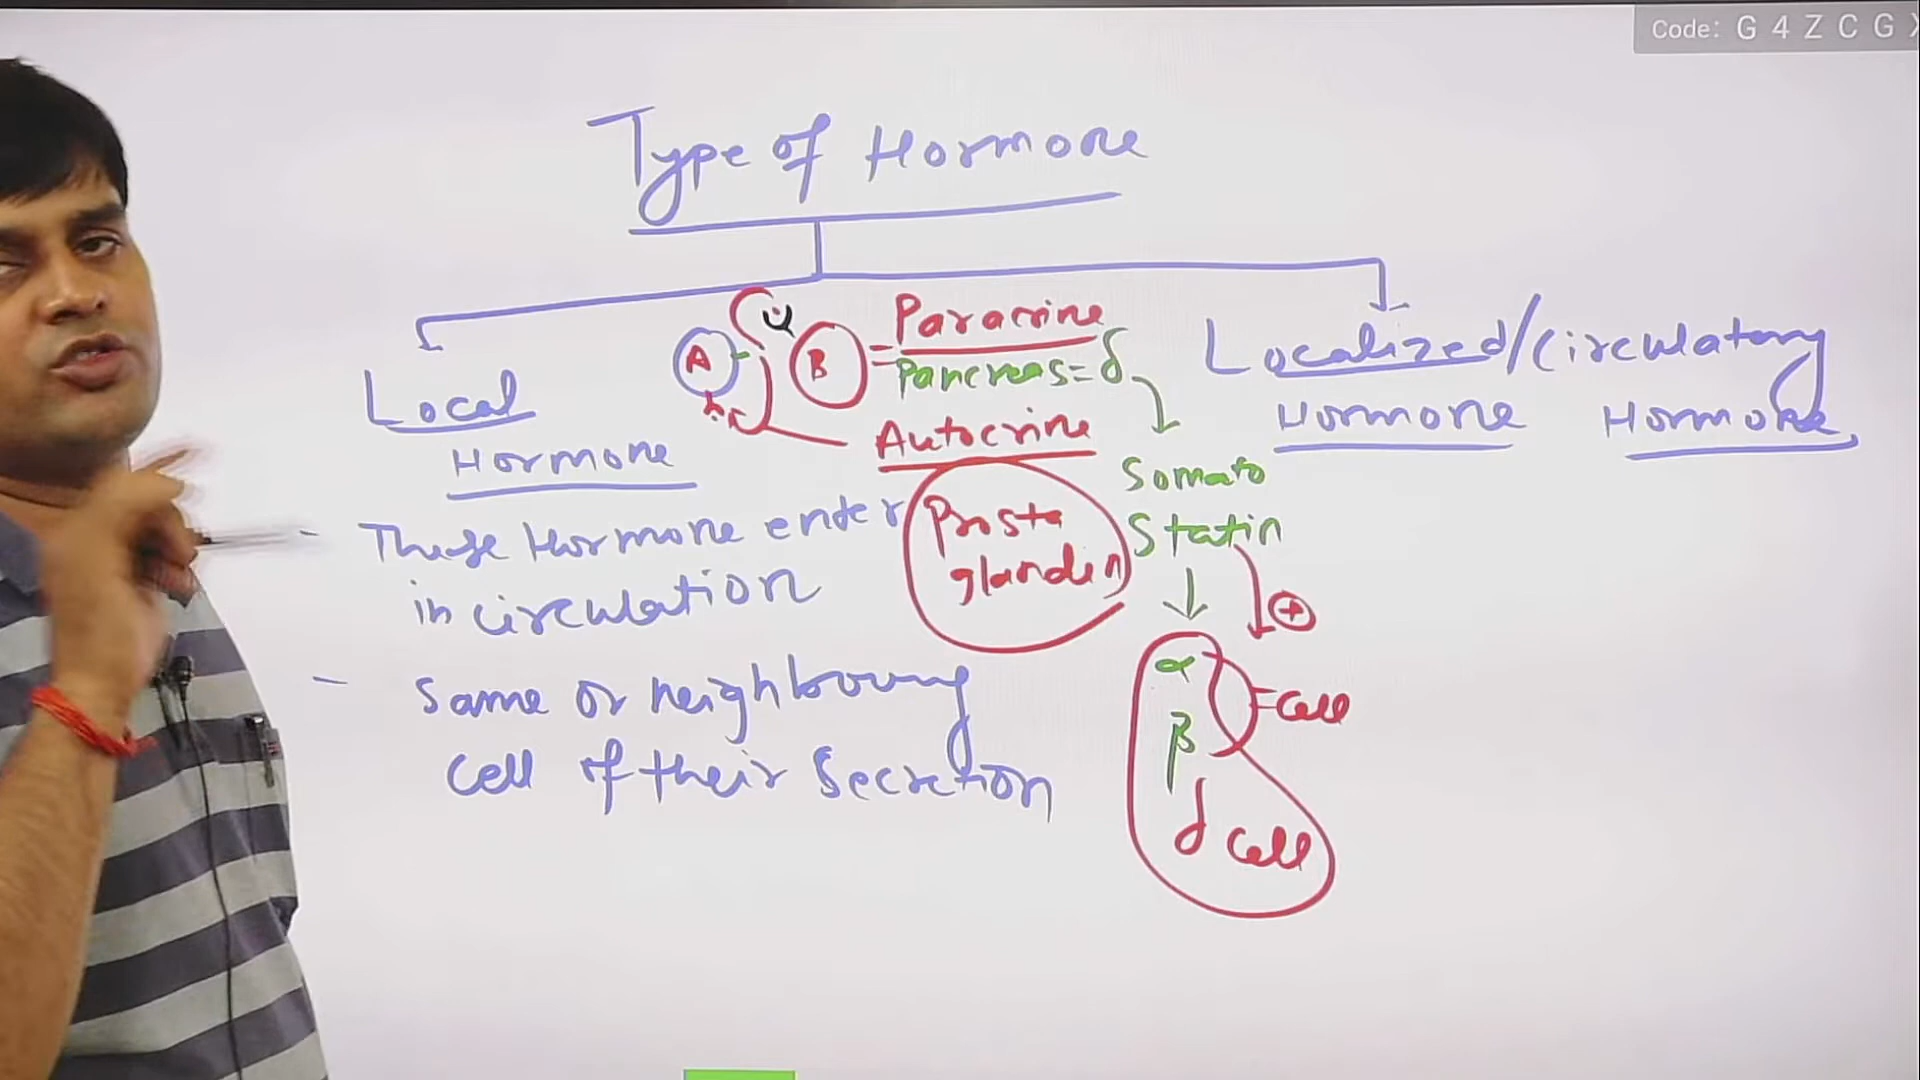 Code: G 4 Z C G X
Type of Hormone
Local
Hormone
A
B
= Paracrine
Pancreas = δ
Autocrine
Prosta
glandin
Somato
Statin
+
α
β
= Cell
δ Cell
Localized/Circulatory
Hormone Hormone
- These Hormone enter
in circulation
- Same or neighbouring
Cell of their Secretion